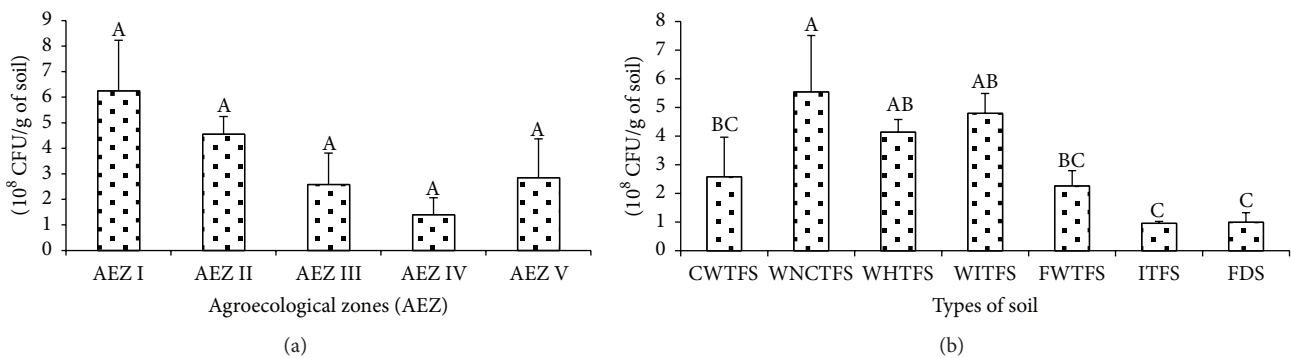 9
8
7
6
5
4
3
2
1
0
(10⁸ CFU/g of soil)
A
A
A
A
A
AEZ I AEZ II AEZ III AEZ IV AEZ V
Agroecological zones (AEZ)
(a)
8
7
6
5
4
3
2
1
0
(10⁸ CFU/g of soil)
BC
A
AB
AB
BC
C
C
CWTFS WNCTFS WHTFS WITFS FWTFS ITFS FDS
Types of soil
(b)